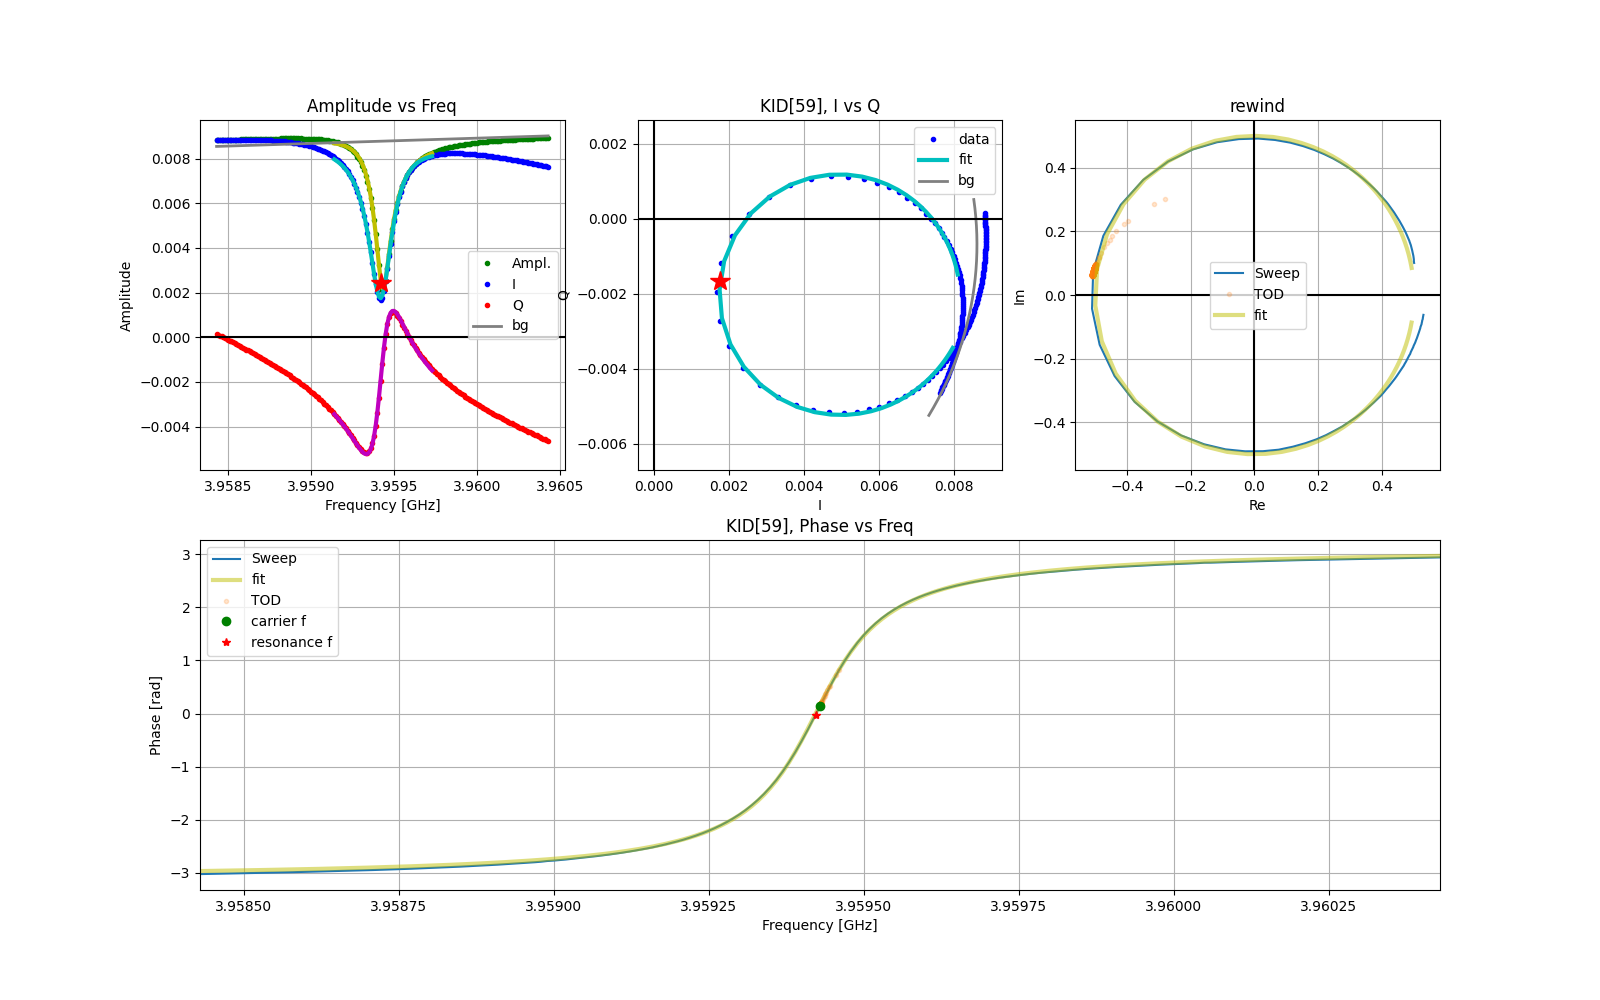 Amplitude vs Freq
Amplitude
0.008
0.006
0.004
0.002
0.000
−0.002
−0.004
3.9585
3.9590
3.9595
3.9600
3.9605
Frequency [GHz]
Ampl.
I
Q
bg
KID[59], I vs Q
Q
0.002
0.000
−0.002
−0.004
−0.006
0.000
0.002
0.004
0.006
0.008
I
data
fit
bg
rewind
Im
0.4
0.2
0.0
−0.2
−0.4
−0.4
−0.2
0.0
0.2
0.4
Re
Sweep
TOD
fit
KID[59], Phase vs Freq
Phase [rad]
3
2
1
0
−1
−2
−3
3.95850
3.95875
3.95900
3.95925
3.95950
3.95975
3.96000
3.96025
Frequency [GHz]
Sweep
fit
TOD
carrier f
resonance f